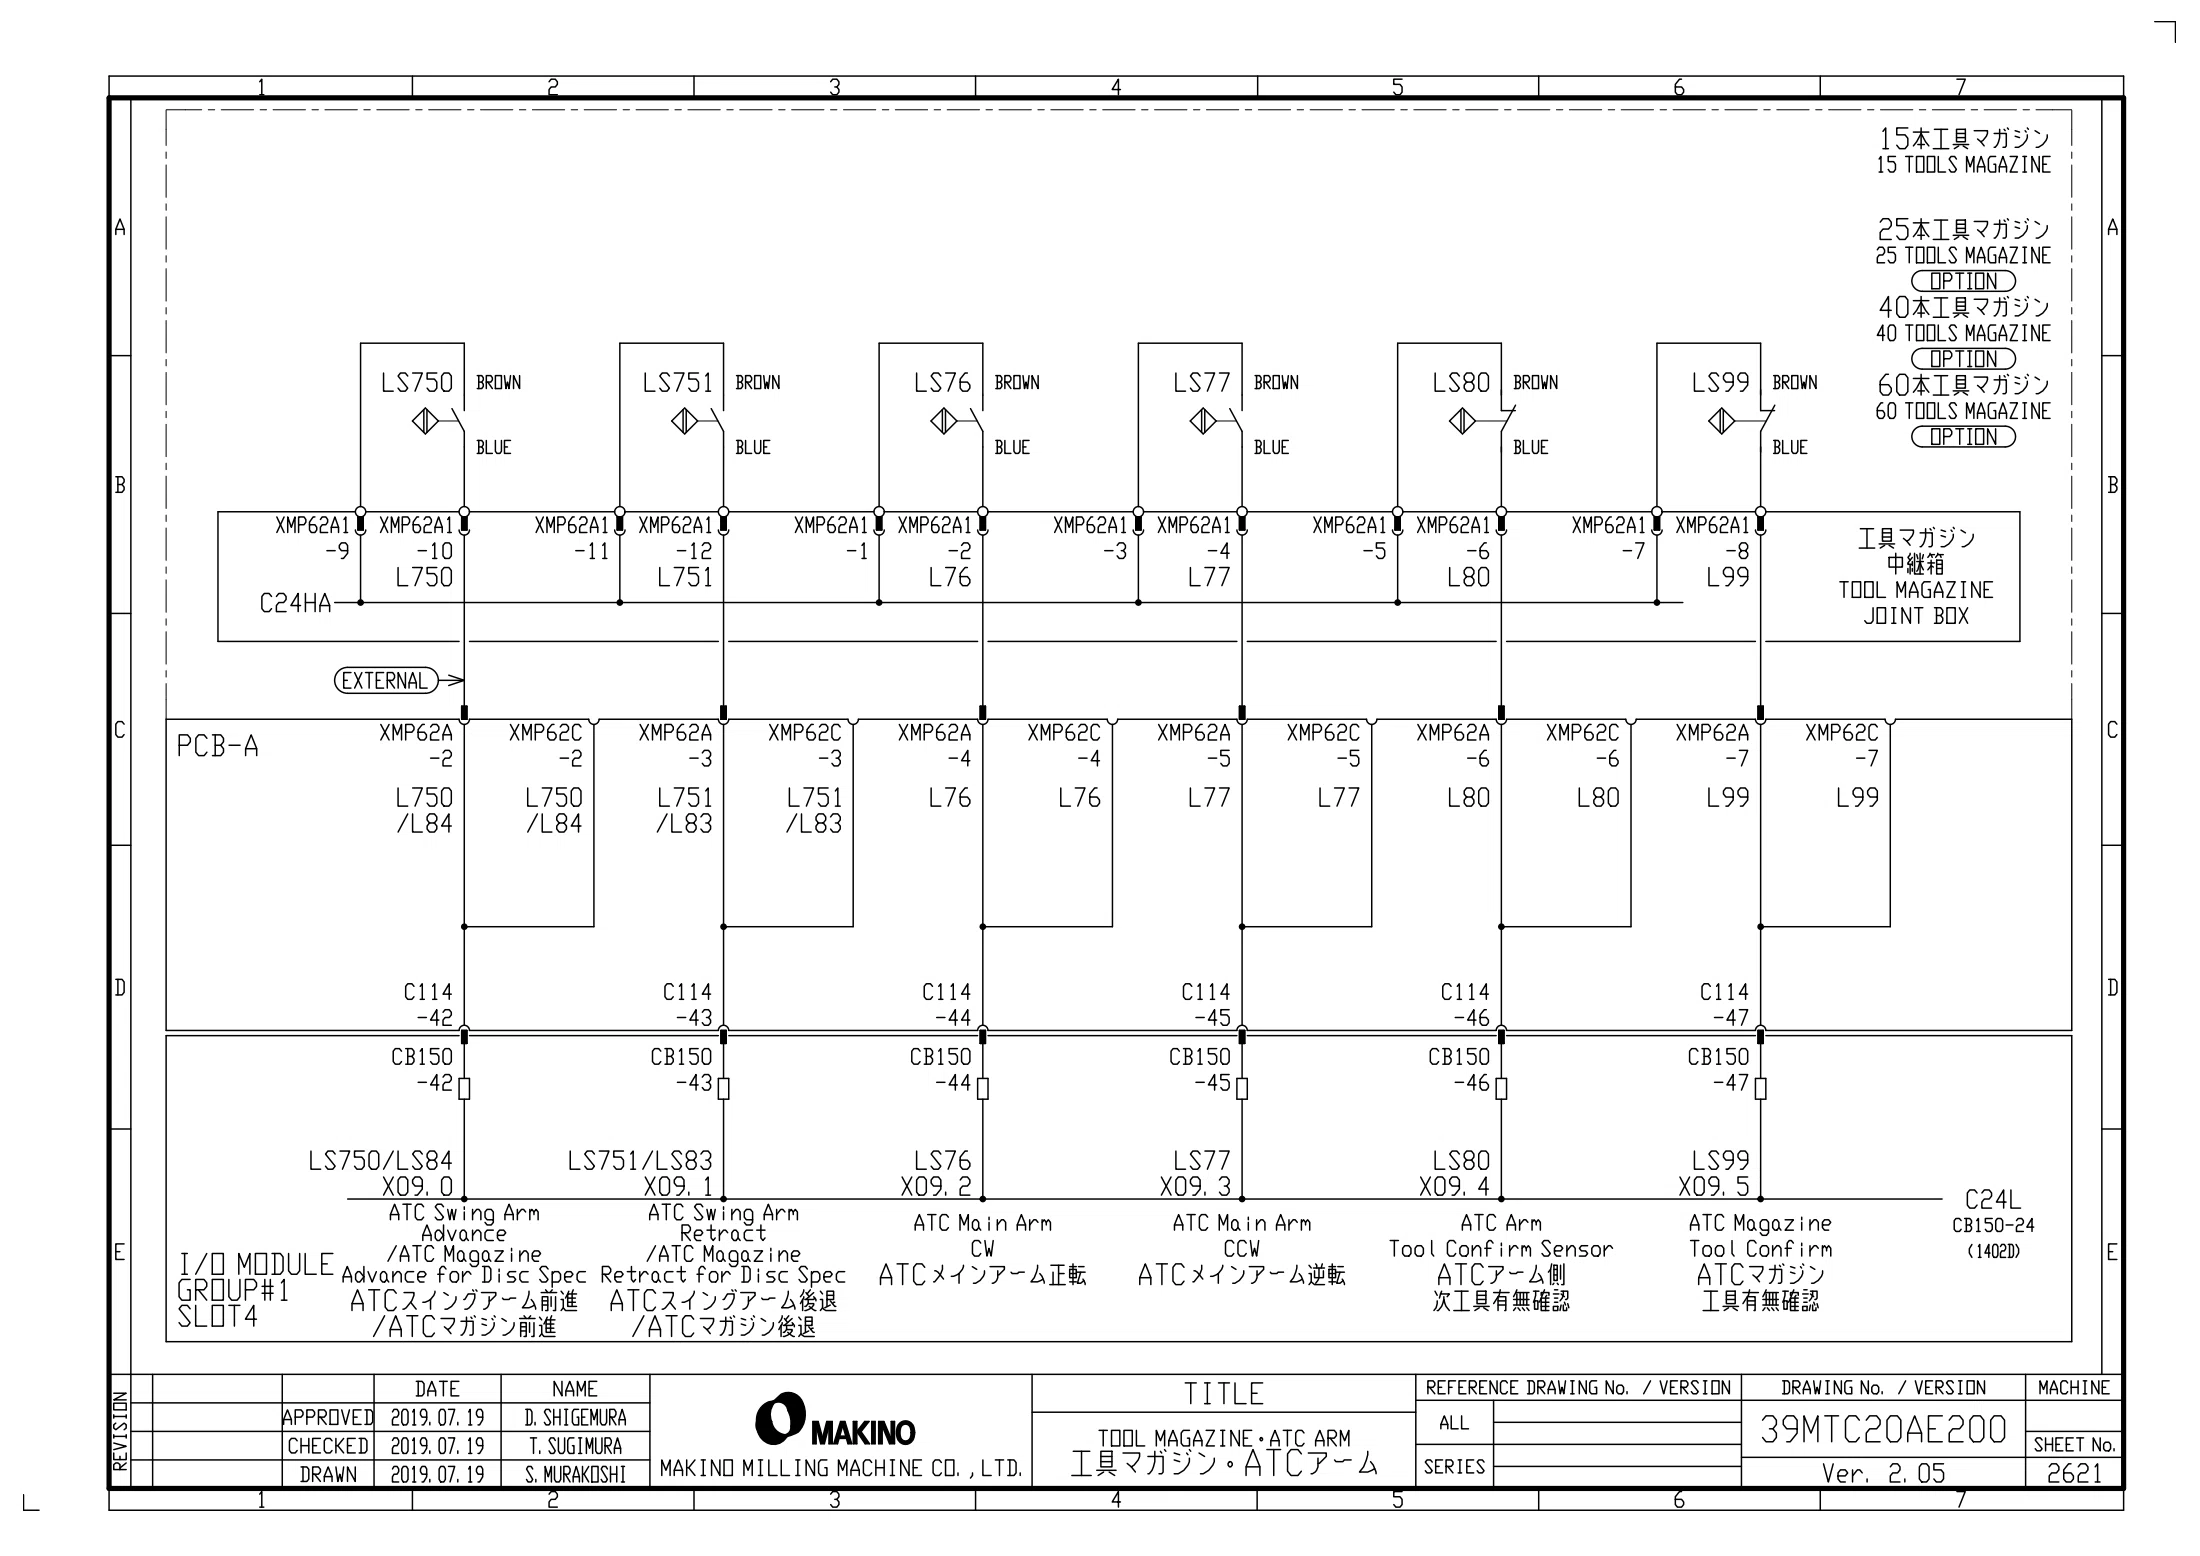 1 2 3 4 5 6 7
15本工具マガジン
15 TOOLS MAGAZINE
A A
25本工具マガジン
25 TOOLS MAGAZINE
OPTION
40本工具マガジン
40 TOOLS MAGAZINE
OPTION
60本工具マガジン
60 TOOLS MAGAZINE
OPTION
LS750 BROWN LS751 BROWN LS76 BROWN LS77 BROWN LS80 BROWN LS99 BROWN
BLUE BLUE BLUE BLUE BLUE BLUE
B B
XMP62A1 XMP62A1 XMP62A1 XMP62A1 XMP62A1 XMP62A1 XMP62A1 XMP62A1 XMP62A1 XMP62A1 XMP62A1 XMP62A1
-9 -10 -11 -12 -1 -2 -3 -4 -5 -6 -7 -8
L750 L751 L76 L77 L80 L99
C24HA
工具マガジン
中継箱
TOOL MAGAZINE
JOINT BOX
EXTERNAL
C C
PCB-A
XMP62A XMP62C XMP62A XMP62C XMP62A XMP62C XMP62A XMP62C XMP62A XMP62C XMP62A XMP62C
-2 -2 -3 -3 -4 -4 -5 -5 -6 -6 -7 -7
L750 L750 L751 L751 L76 L76 L77 L77 L80 L80 L99 L99
/L84 /L84 /L83 /L83
D D
C114 C114 C114 C114 C114 C114
-42 -43 -44 -45 -46 -47
CB150 CB150 CB150 CB150 CB150 CB150
-42 -43 -44 -45 -46 -47
LS750/LS84 LS751/LS83 LS76 LS77 LS80 LS99
X09.0 X09.1 X09.2 X09.3 X09.4 X09.5
C24L
CB150-24
(1402D)
E E
I/O MODULE
GROUP#1
SLOT4
ATC Swing Arm
Advance
/ATC Magazine
Advance for Disc Spec
ATCスイングアーム前進
/ATCマガジン前進
ATC Swing Arm
Retract
/ATC Magazine
Retract for Disc Spec
ATCスイングアーム後退
/ATCマガジン後退
ATC Main Arm
CW
ATCメインアーム正転
ATC Main Arm
CCW
ATCメインアーム逆転
ATC Arm
Tool Confirm Sensor
ATCアーム側
次工具有無確認
ATC Magazine
Tool Confirm
ATCマガジン
工具有無確認
REVISION
DATE NAME
APPROVED 2019.07.19 D. SHIGEMURA
CHECKED 2019.07.19 T. SUGIMURA
DRAWN 2019.07.19 S. MURAKOSHI
MAKINO
MAKINO MILLING MACHINE CO.,LTD.
TITLE
TOOL MAGAZINE・ATC ARM
工具マガジン・ATCアーム
REFERENCE DRAWING No. / VERSION
ALL
SERIES
DRAWING No. / VERSION
39MTC20AE200
Ver. 2.05
MACHINE
SHEET No.
2621
1 2 3 4 5 6 7